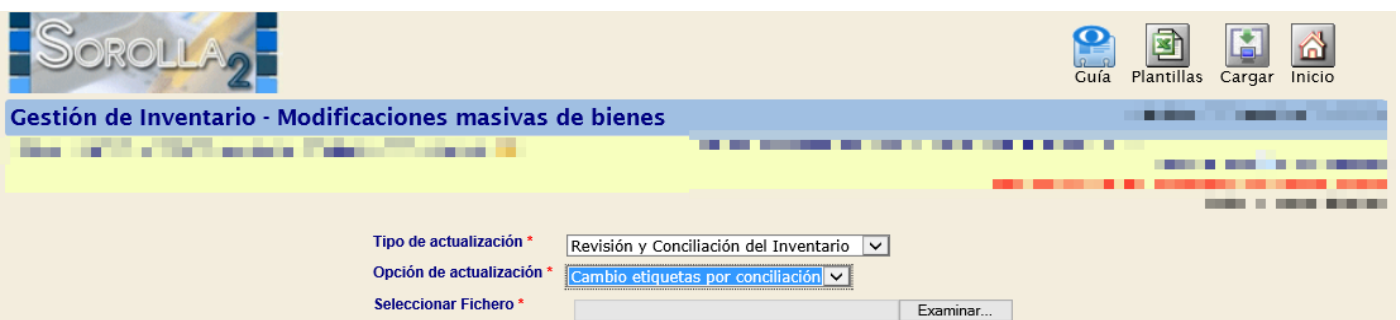 SOROLLA2
Guía Plantillas Cargar Inicio
Gestión de Inventario - Modificaciones masivas de bienes
Tipo de actualización * Revisión y Conciliación del Inventario
Opción de actualización * Cambio etiquetas por conciliación
Seleccionar Fichero * Examinar...